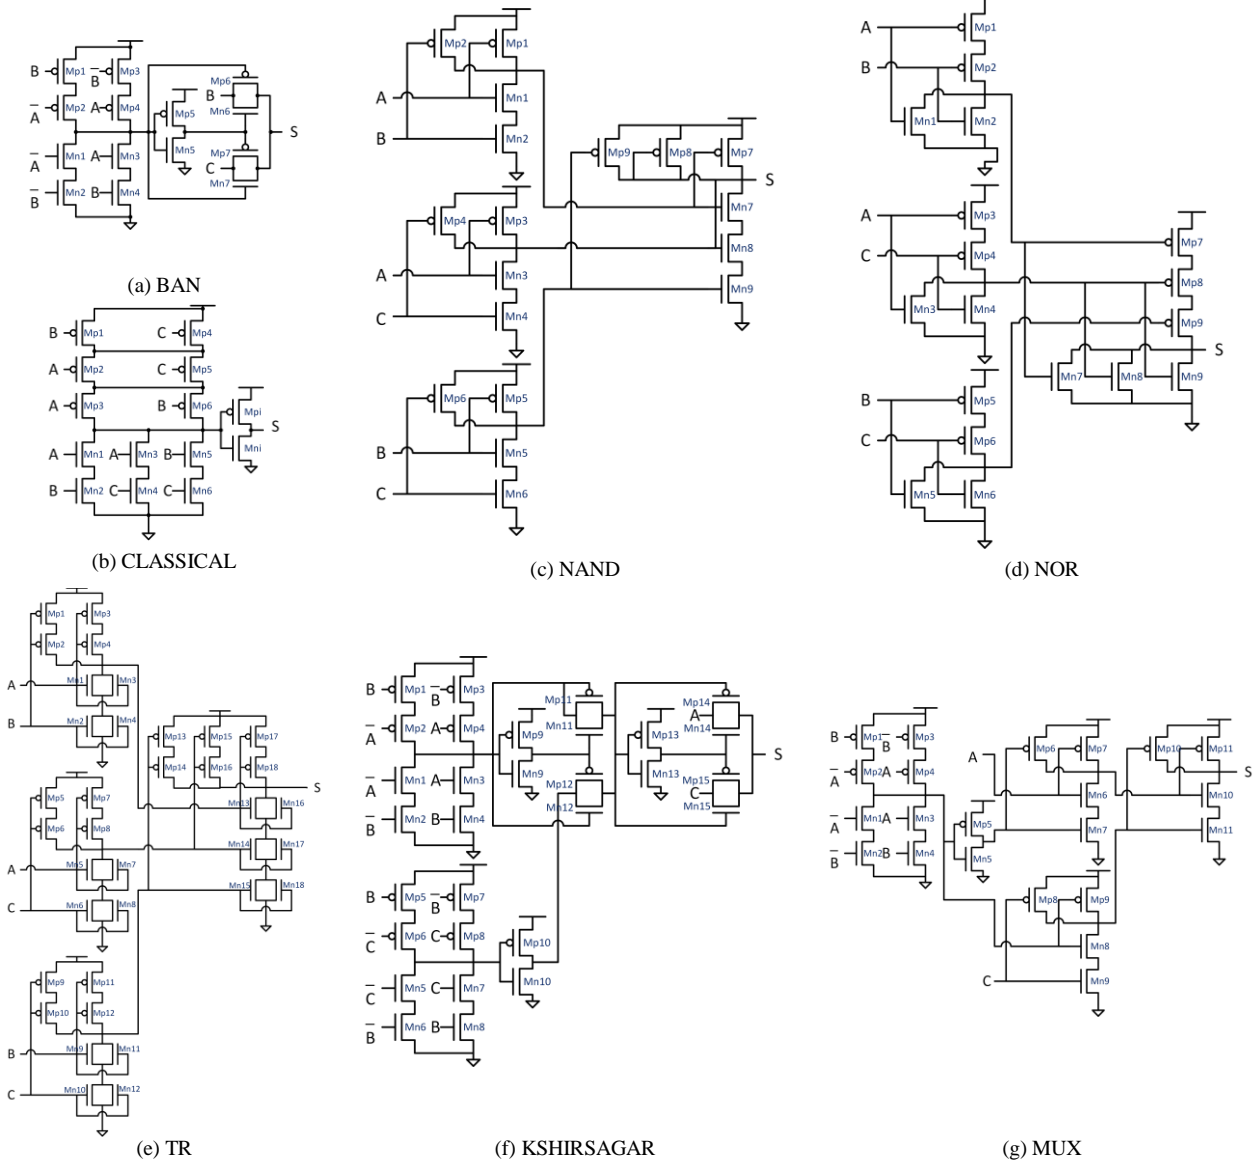 B Mp1 B̅ Mp3
A̅ Mp2 A Mp4
A̅ Mn1 A Mn3
B̅ Mn2 B Mn4
Mp5
Mn5
Mp6
B
Mn6
Mp7
C
Mn7
S
(a) BAN
B Mp1 C Mp4
A Mp2 C Mp5
A Mp3 B Mp6
A Mn1 A Mn3 B Mn5
B Mn2 C Mn4 C Mn6
Mpi
Mni
S
(b) CLASSICAL
Mp2 Mp1
A Mn1
B Mn2
Mp4 Mp3
A Mn3
C Mn4
Mp6 Mp5
B Mn5
C Mn6
Mp9 Mp8 Mp7
S
Mn7
Mn8
Mn9
(c) NAND
A Mp1
B Mp2
Mn1 Mn2
A Mp3
C Mp4
Mn3 Mn4
B Mp5
C Mp6
Mn5 Mn6
Mp7
Mp8
Mp9
S
Mn7 Mn8 Mn9
(d) NOR
Mp1 Mp3
Mp2 Mp4
A Mn1 Mn3
B Mn2 Mn4
Mp5 Mp7
Mp6 Mp8
A Mn5 Mn7
C Mn6 Mn8
Mp9 Mp11
Mp10 Mp12
B Mn9 Mn11
C Mn10 Mn12
Mp13 Mp15 Mp17
Mp14 Mp16 Mp18
S
Mn13 Mn16
Mn14 Mn17
Mn15 Mn18
(e) TR
B Mp1 B̅ Mp3
A̅ Mp2 A Mp4
A̅ Mn1 A Mn3
B̅ Mn2 B Mn4
Mp9
Mn9
Mp11
Mn11
Mp12
Mn12
Mp13
Mn13
Mp14
A
Mn14
Mp15
C
Mn15
S
B Mp5 B̅ Mp7
C̅ Mp6 C Mp8
C̅ Mn5 C Mn7
B̅ Mn6 B Mn8
Mp10
Mn10
(f) KSHIRSAGAR
B Mp1 B̅ Mp3
A̅ Mp2 A Mp4
A̅ Mn1 A Mn3
B̅ Mn2 B Mn4
Mp5
Mn5
A
Mp6 Mp7
Mn6
Mn7
Mp8 Mp9
Mn8
C Mn9
Mp10 Mp11
S
Mn10
Mn11
(g) MUX